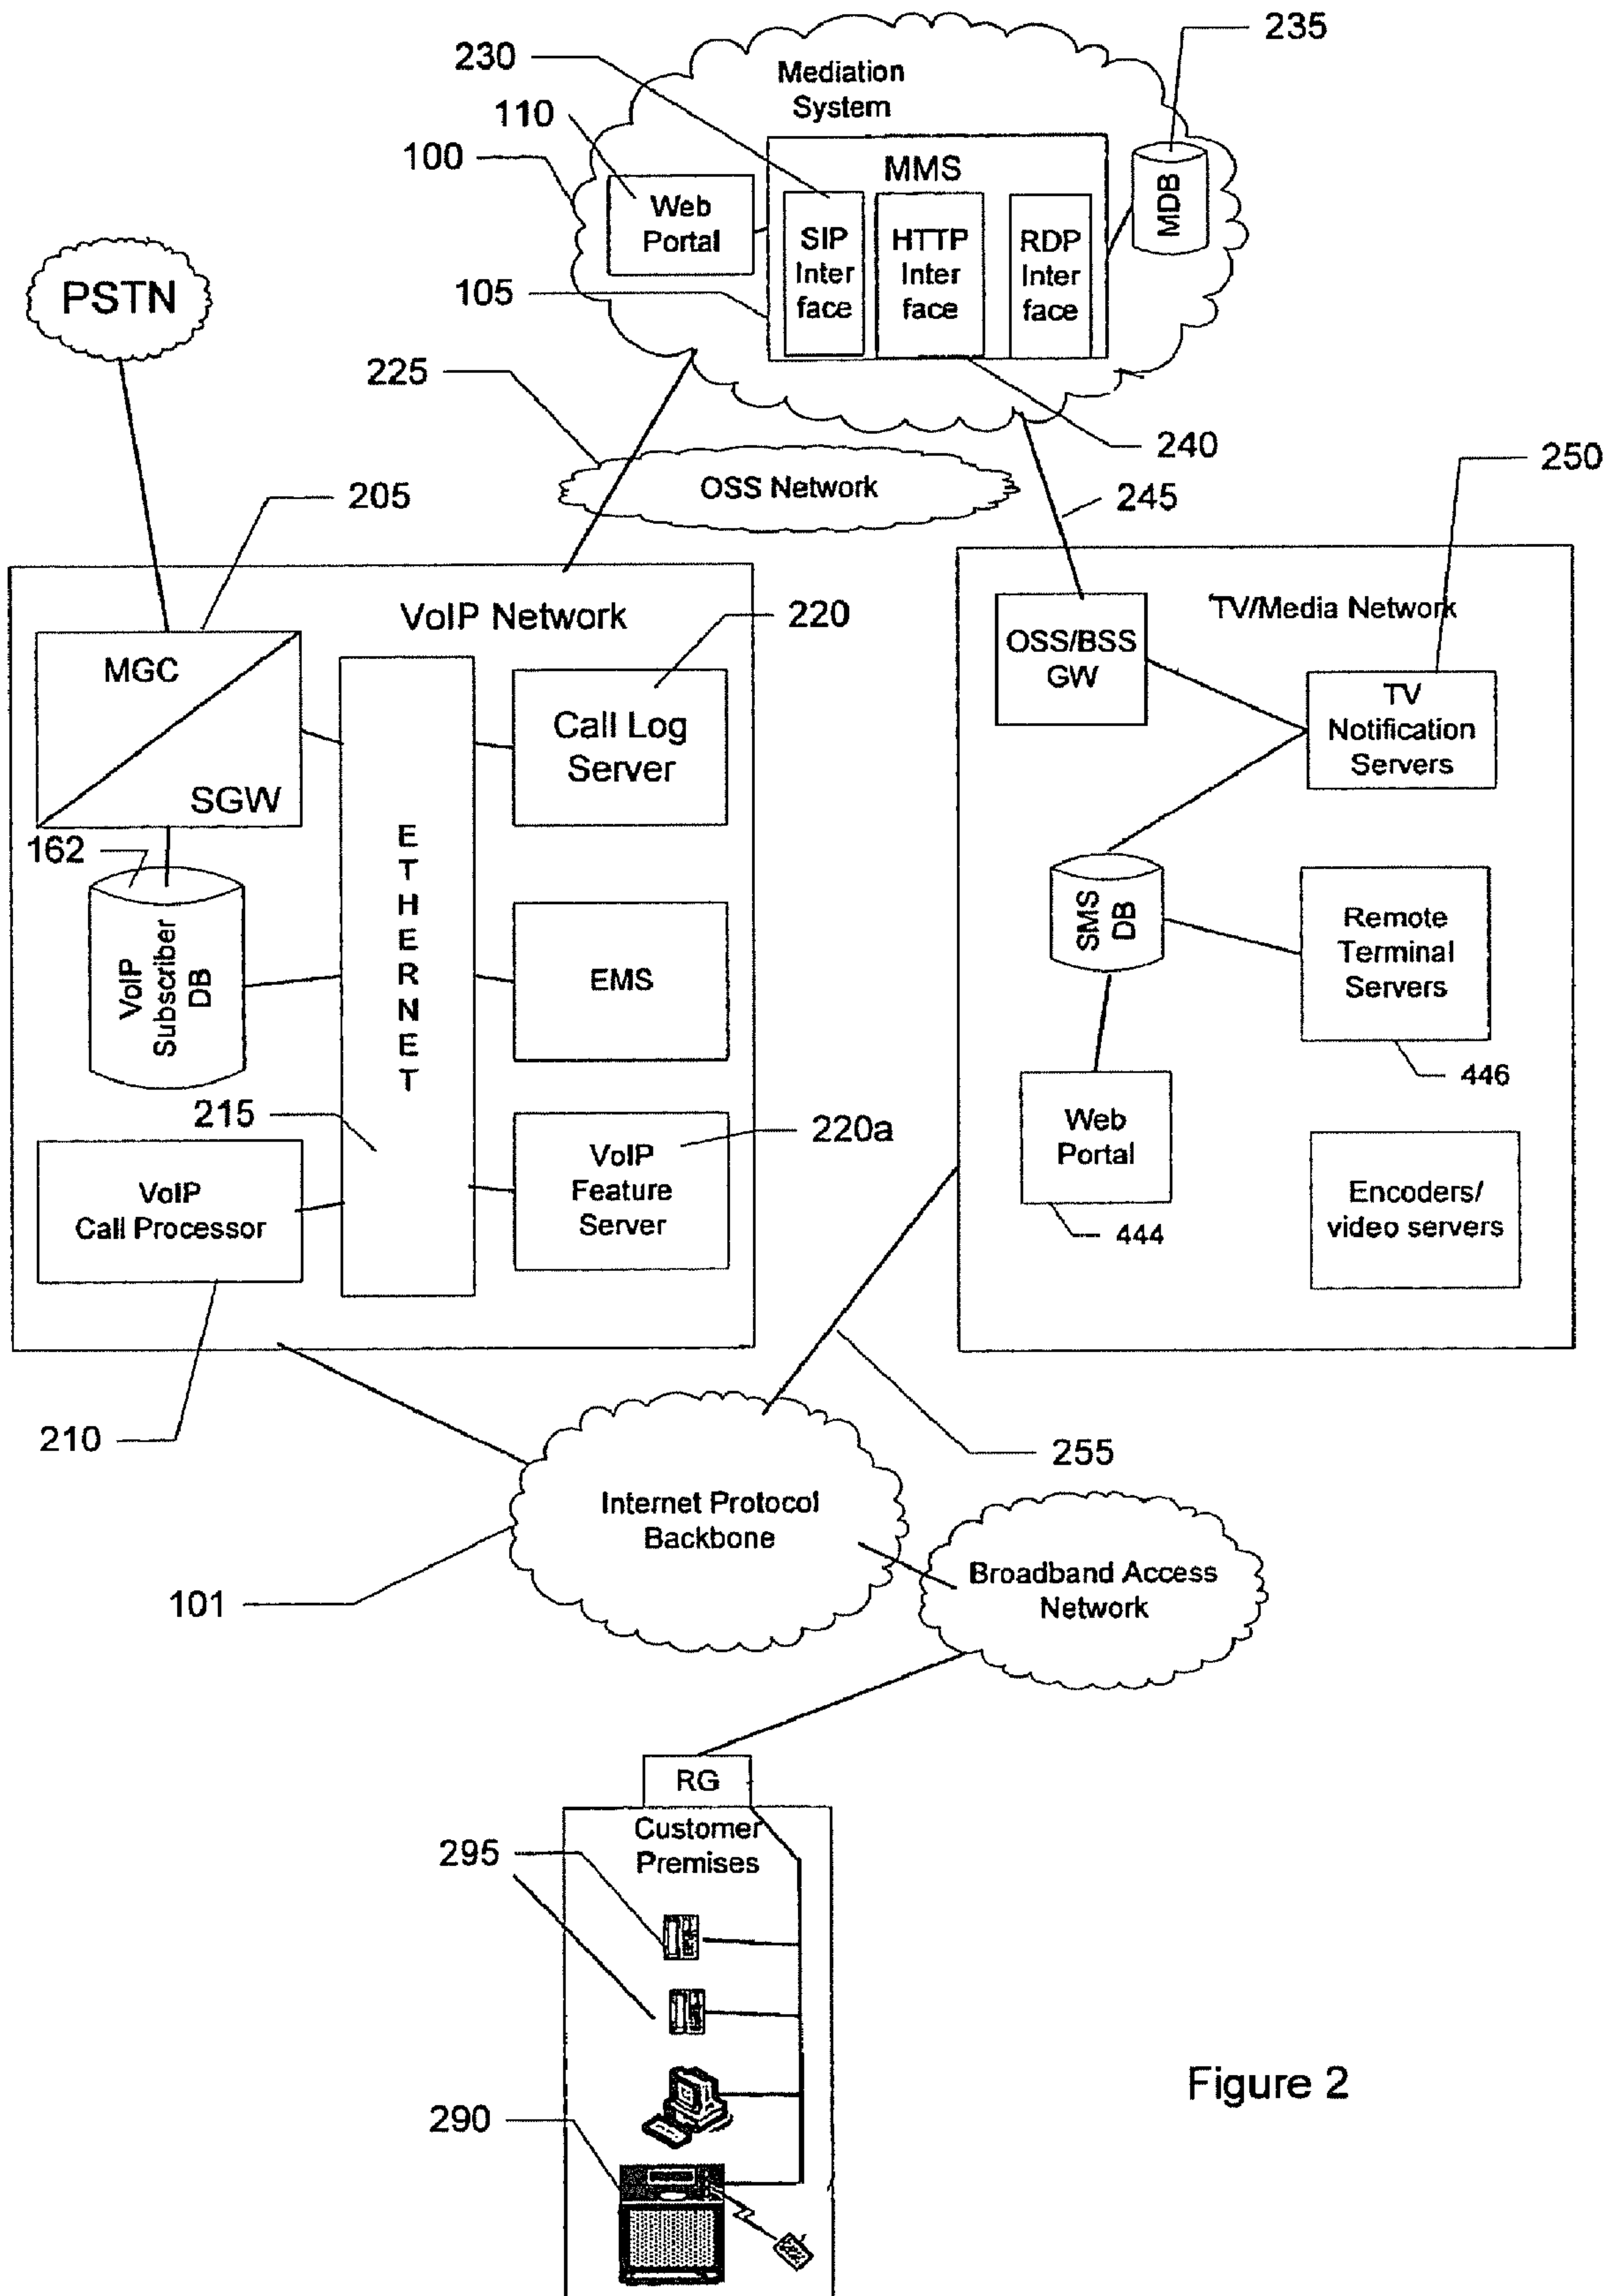 235
230
Mediation
System
110
100
MMS
MDB
Web
Portal
SIP
Inter
face
HTTP
Inter
face
RDP
Inter
face
105
PSTN
225
240
250
OSS Network
245
205
VoIP Network
220
TV/Media Network
MGC
SGW
OSS/BSS
GW
Call Log
Server
TV
Notification
Servers
162
ETHERNET
VoIP
Subscriber
DB
SMS
DB
Remote
Terminal
Servers
EMS
446
215
220a
Web
Portal
VoIP
Feature
Server
VoIP
Call Processor
Encoders/
video servers
444
210
255
Internet Protocol
Backbone
Broadband Access
Network
101
RG
Customer
Premises
295
290
Figure 2